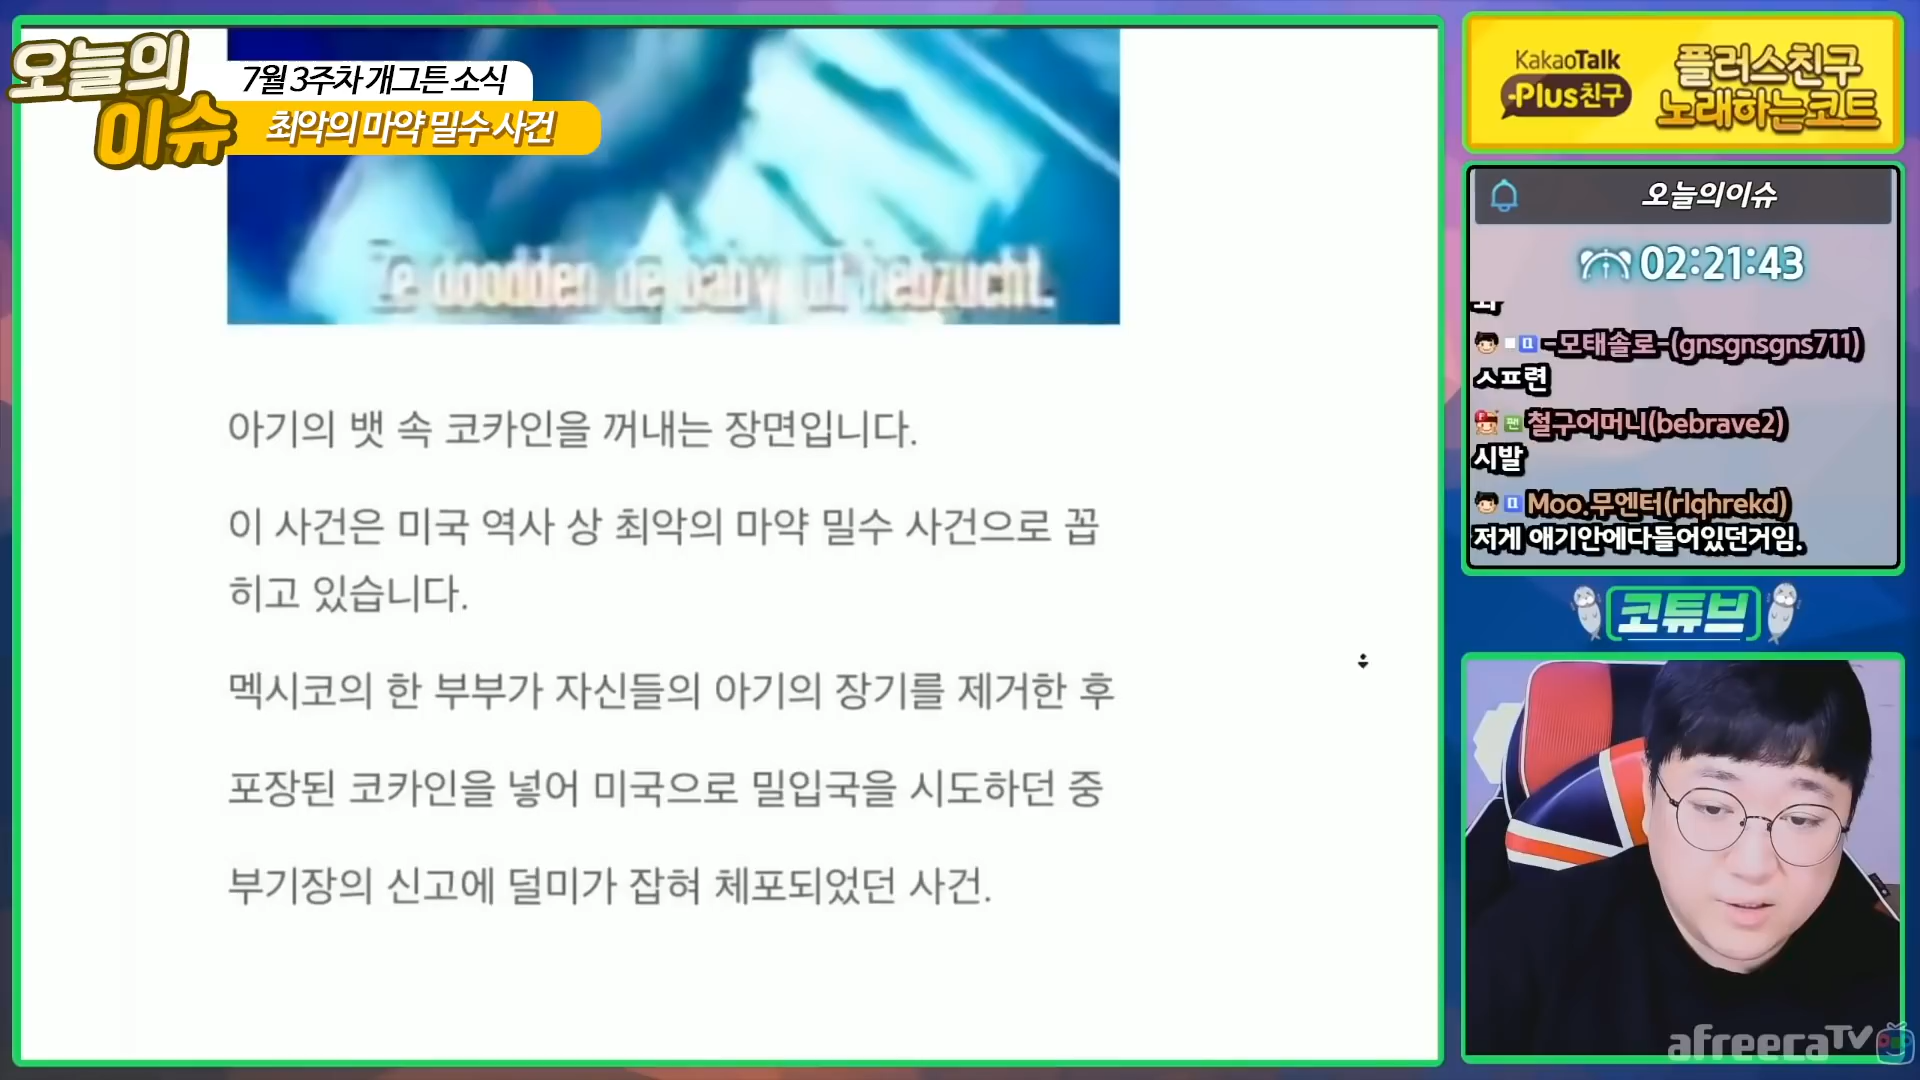 오늘의
이슈
7월 3주차 개그튼 소식
최악의 마약 밀수 사건
Ze doodden de baby uit hebzucht.
아기의 뱃 속 코카인을 꺼내는 장면입니다.
이 사건은 미국 역사 상 최악의 마약 밀수 사건으로 꼽
히고 있습니다.
멕시코의 한 부부가 자신들의 아기의 장기를 제거한 후
포장된 코카인을 넣어 미국으로 밀입국을 시도하던 중
부기장의 신고에 덜미가 잡혀 체포되었던 사건.
KakaoTalk
Plus친구
플러스친구
노래하는코트
오늘의이슈
02:21:43
-모태솔로-(gnsgnsgns711)
ㅅㅍ련
철구어머니(bebrave2)
시발
Moo.무엔터(rlqhrekd)
저게 애기안에다들어있던거임.
코튜브
afreecaTV